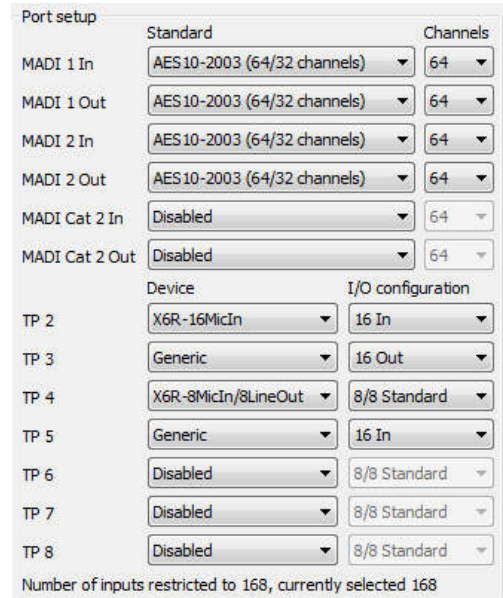 Port setup
Standard Channels
MADI 1 In AES10-2003 (64/32 channels) 64
MADI 1 Out AES10-2003 (64/32 channels) 64
MADI 2 In AES10-2003 (64/32 channels) 64
MADI 2 Out AES10-2003 (64/32 channels) 64
MADI Cat 2 In Disabled 64
MADI Cat 2 Out Disabled 64
Device I/O configuration
TP 2 X6R-16MicIn 16 In
TP 3 Generic 16 Out
TP 4 X6R-8MicIn/8LineOut 8/8 Standard
TP 5 Generic 16 In
TP 6 Disabled 8/8 Standard
TP 7 Disabled 8/8 Standard
TP 8 Disabled 8/8 Standard
Number of inputs restricted to 168, currently selected 168